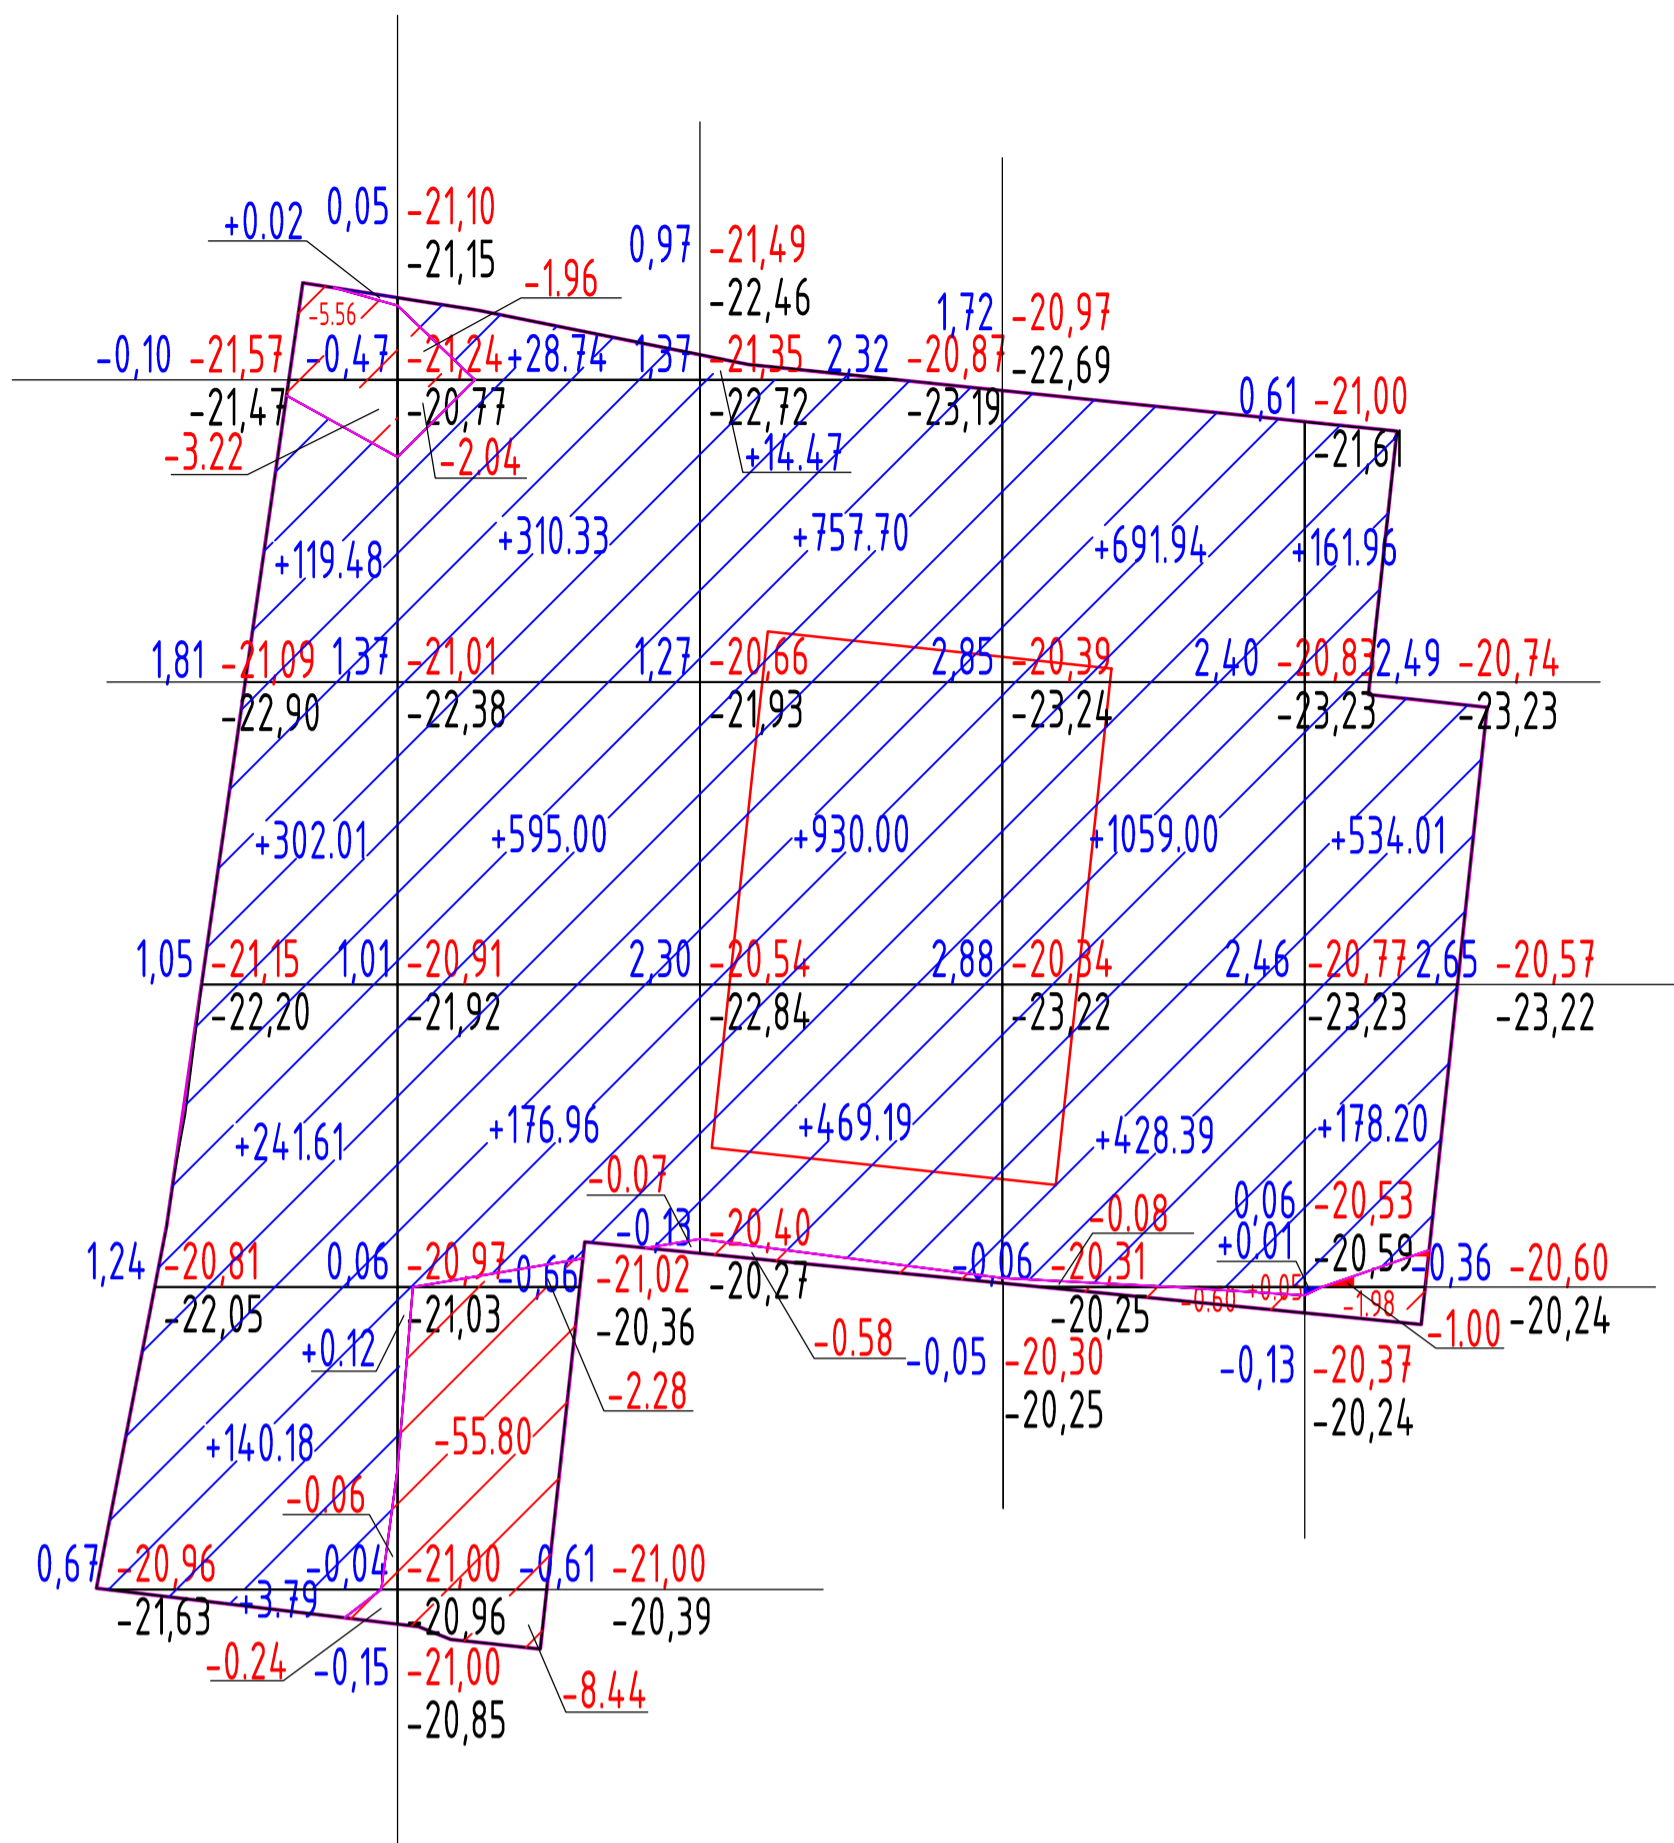 0,05 -21,10
+0.02
-21,15
0,97 -21,49
-1.96
-22,46
-5.56
1,72 -20,97
-0,10 -21,57 -0,47 -21,24 +28.74 1,37 -21,35 2,32 -20,87
-22,69
-21,47 -20,77 -22,72 -23,19
0,61 -21,00
-21,61
-3.22 -2.04 +14.47
+119.48 +310.33 +757.70 +691.94 +161.96
1,81 -21,09 1,37 -21,01 1,27 -20,66 2,85 -20,39 2,40 -20,83 2,49 -20,74
-22,90 -22,38 -21,93 -23,24 -23,23 -23,23
+302.01 +595.00 +930.00 +1059.00 +534.01
1,05 -21,15 1,01 -20,91 2,30 -20,54 2,88 -20,34 2,46 -20,77 2,65 -20,57
-22,20 -21,92 -22,84 -23,22 -23,23 -23,22
+241.61 +176.96 +469.19 +428.39 +178.20
-0.07 -0.08 0,06 -20,53
-0,13 -20,40 +0.01
-20,59
1,24 -20,81 0,06 -20,97 -0,66 -21,02 -20,27 -0,06 -20,31 -0,36 -20,60
-22,05 -21,03 -20,36 -20,25 -0.60 +0.05 -1.98 -20,24
+0.12 -0.58 -1.00
-0,05 -20,30 -0,13 -20,37
-2.28 -20,25 -20,24
+140.18 -55.80
-0.06
0,67 -20,96 -0,04 -21,00 -0,61 -21,00
-21,63 +3.79 -20,96 -20,39
-0.24 -0,15 -21,00
-8.44
-20,85